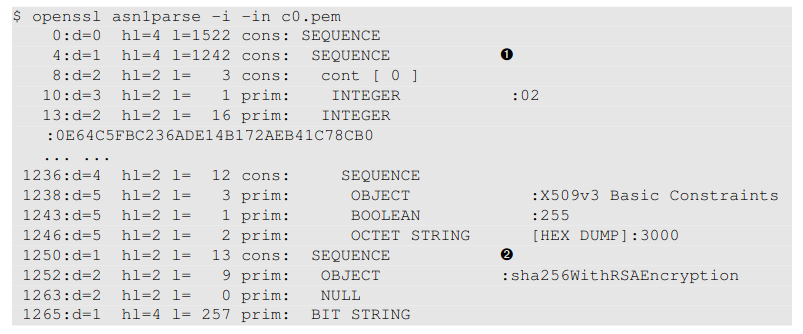 $ openssl asn1parse -i -in c0.pem
0:d=0 hl=4 l=1522 cons: SEQUENCE
4:d=1 hl=4 l=1242 cons: SEQUENCE ❶
8:d=2 hl=2 l= 3 cons: cont [ 0 ]
10:d=3 hl=2 l= 1 prim: INTEGER :02
13:d=2 hl=2 l= 16 prim: INTEGER
:0E64C5FBC236ADE14B172AEB41C78CB0
... ...
1236:d=4 hl=2 l= 12 cons: SEQUENCE
1238:d=5 hl=2 l= 3 prim: OBJECT :X509v3 Basic Constraints
1243:d=5 hl=2 l= 1 prim: BOOLEAN :255
1246:d=5 hl=2 l= 2 prim: OCTET STRING [HEX DUMP]:3000
1250:d=1 hl=2 l= 13 cons: SEQUENCE ❷
1252:d=2 hl=2 l= 9 prim: OBJECT :sha256WithRSAEncryption
1263:d=2 hl=2 l= 0 prim: NULL
1265:d=1 hl=4 l= 257 prim: BIT STRING